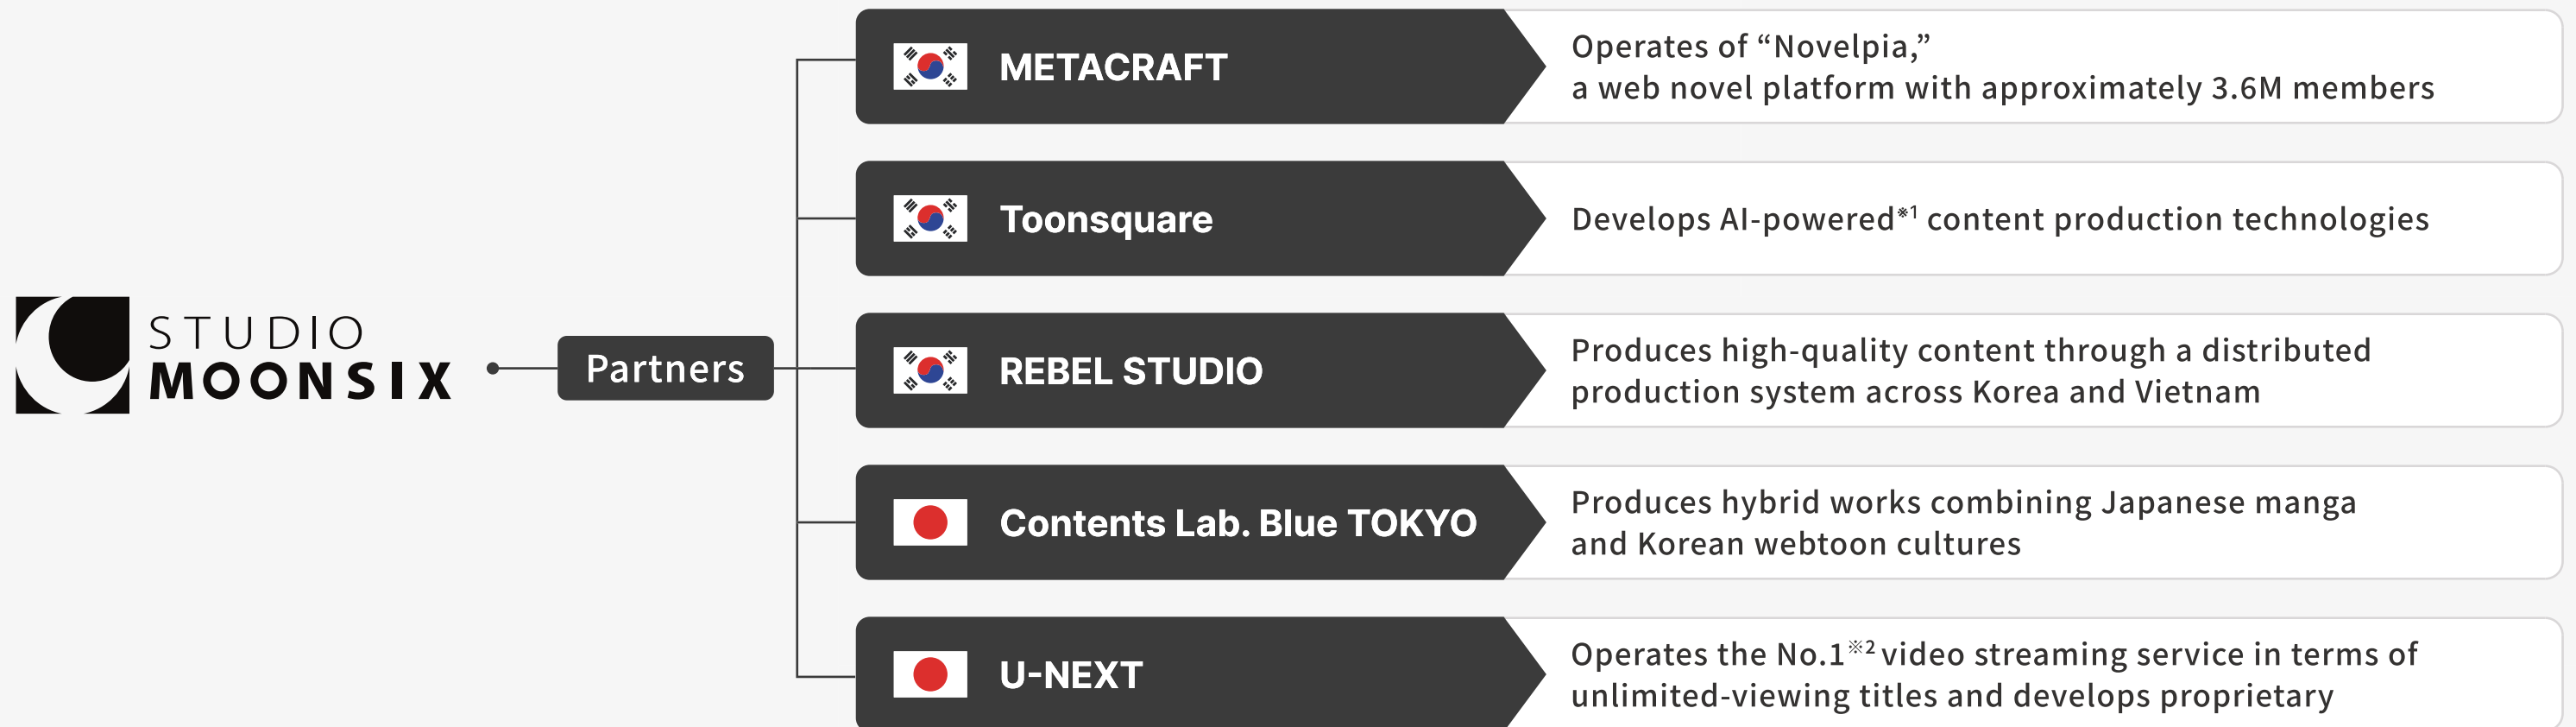 STUDIO
MOONSIX
Partners
METACRAFT
Operates of “Novelpia,”
a web novel platform with approximately 3.6M members
Toonsquare
Develops AI-powered※1 content production technologies
REBEL STUDIO
Produces high-quality content through a distributed
production system across Korea and Vietnam
Contents Lab. Blue TOKYO
Produces hybrid works combining Japanese manga
and Korean webtoon cultures
U-NEXT
Operates the No.1※2 video streaming service in terms of
unlimited-viewing titles and develops proprietary